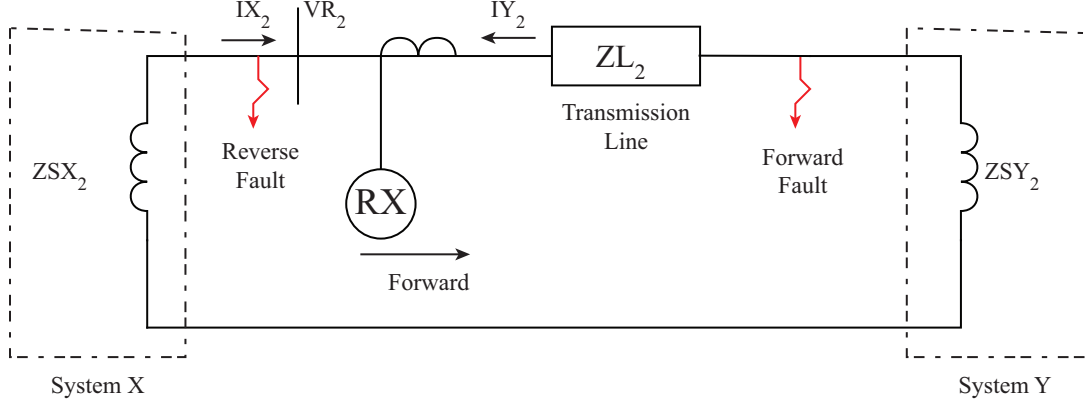 IX₂
VR₂
IY₂
ZL₂
Transmission
Line
Reverse
Fault
Forward
Fault
ZSX₂
RX
ZSY₂
Forward
System X
System Y